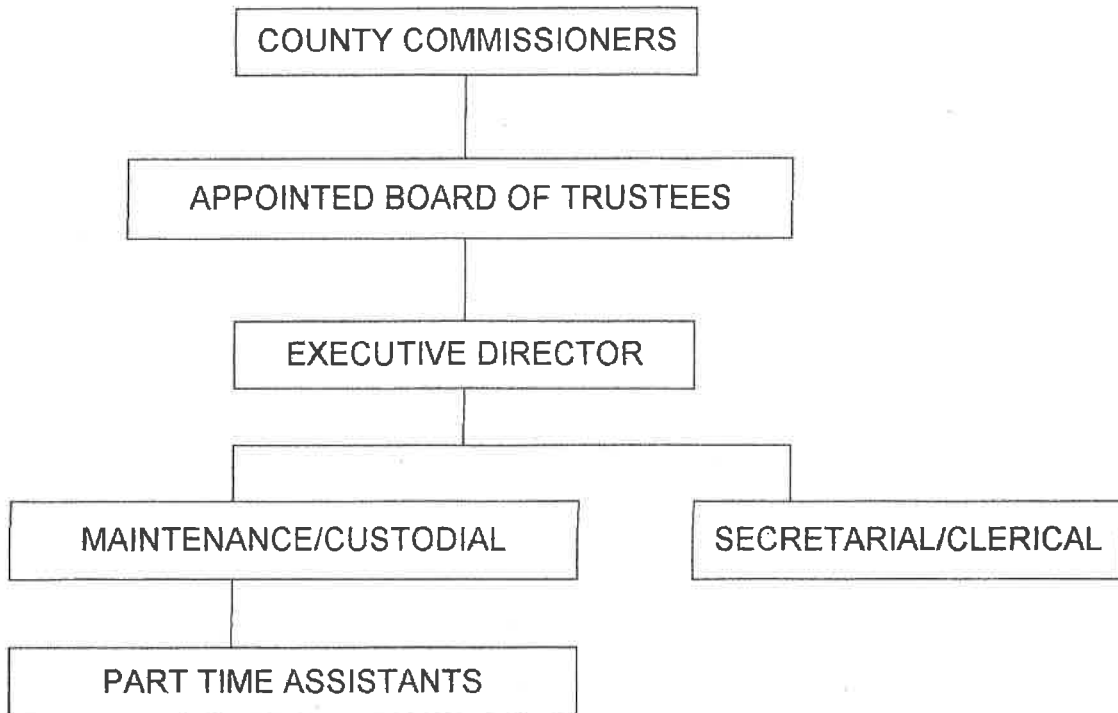 COUNTY COMMISSIONERS
APPOINTED BOARD OF TRUSTEES
EXECUTIVE DIRECTOR
MAINTENANCE/CUSTODIAL
SECRETARIAL/CLERICAL
PART TIME ASSISTANTS